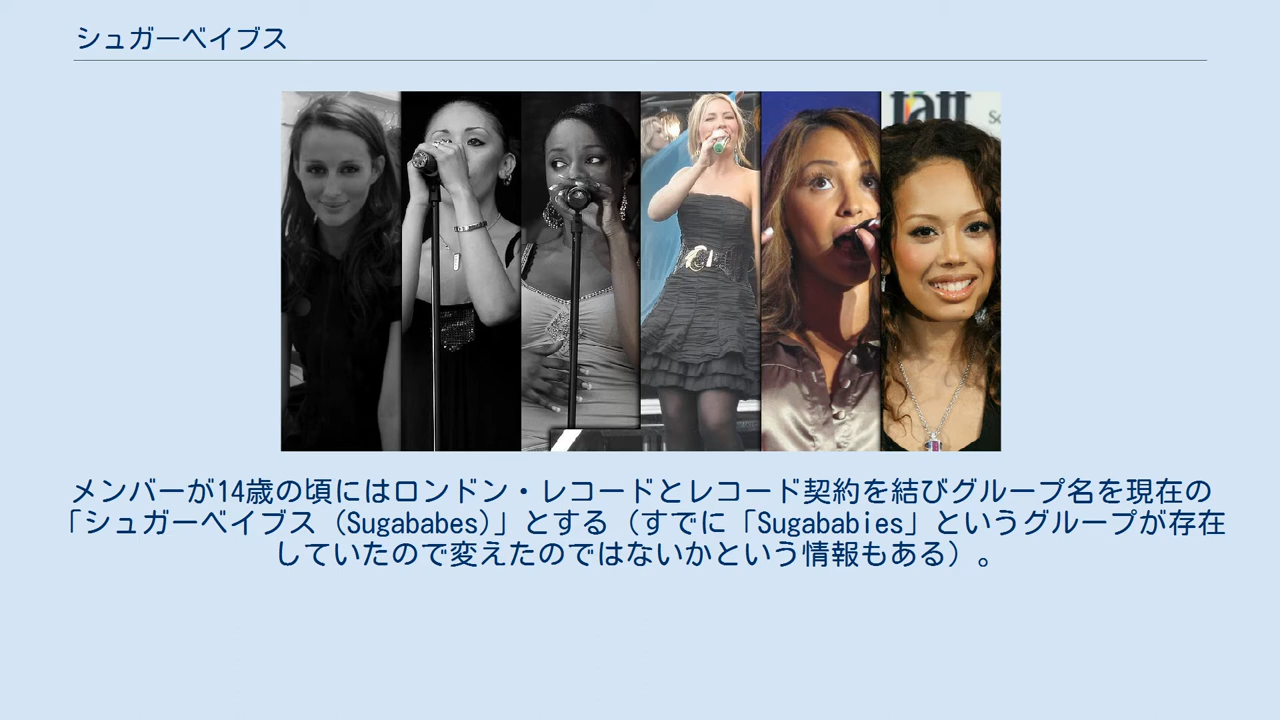 シュガーベイブス
メンバーが14歳の頃にはロンドン・レコードとレコード契約を結びグループ名を現在の
「シュガーベイブス（Sugababes）」とする（すでに「Sugababies」というグループが存在
していたので変えたのではないかという情報もある）。